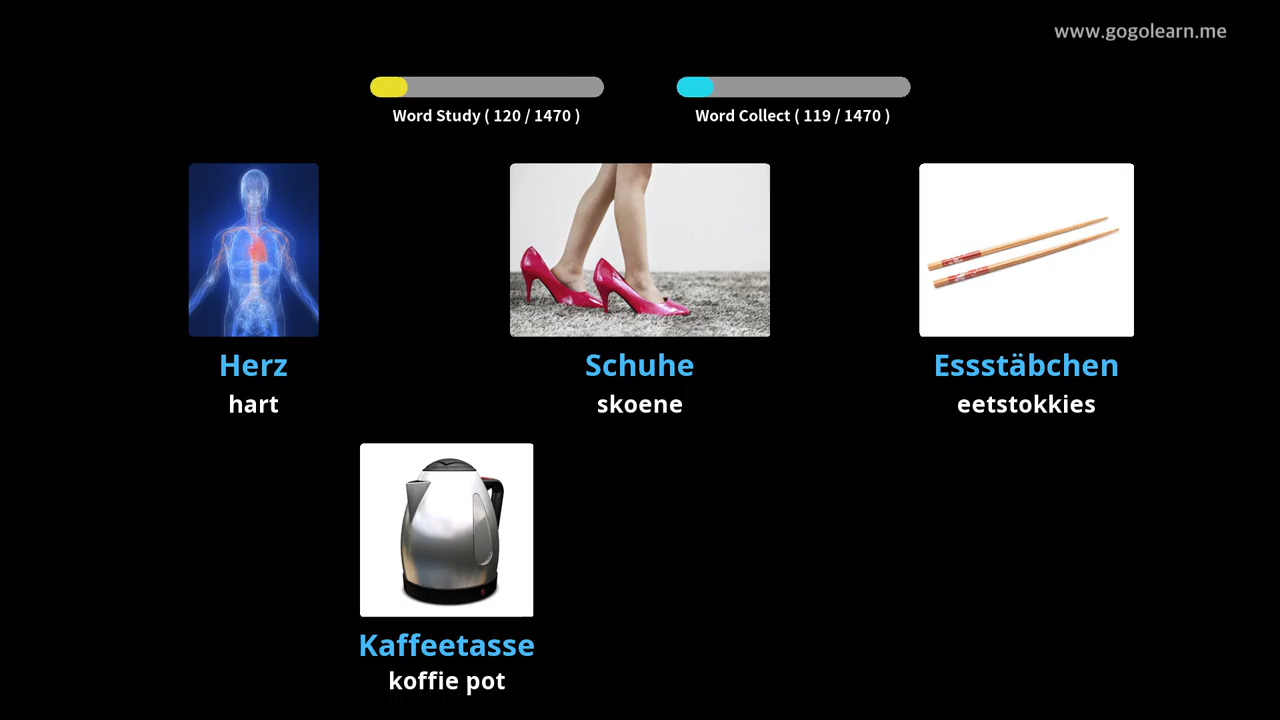 www.gogolearn.me
Word Study ( 120 / 1470 )
Word Collect ( 119 / 1470 )
Herz
hart
Schuhe
skoene
Essstäbchen
eetstokkies
Kaffeetasse
koffie pot